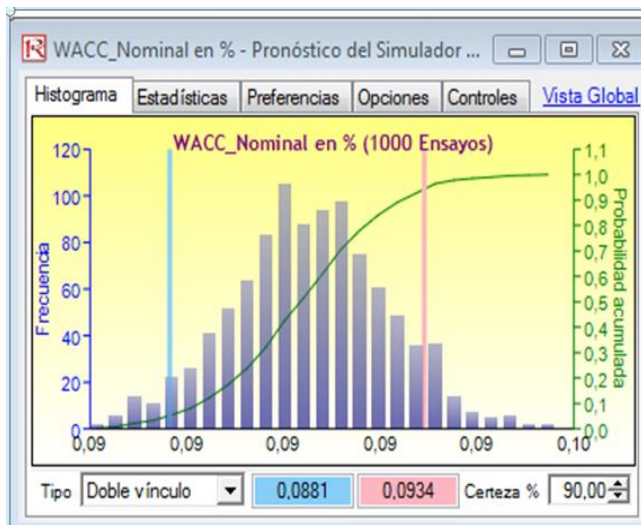 WACC_Nominal en % - Pronóstico del Simulador ...
Histograma Estadísticas Preferencias Opciones Controles Vista Global
WACC_Nominal en % (1000 Ensayos)
Frecuencia
120
100
80
60
40
20
0
0,09 0,09 0,09 0,09 0,09 0,10
1,1
1,0
0,9
0,8
0,7
0,6
0,5
0,4
0,3
0,2
0,1
0,0
Probabilidad acumulada
Tipo Doble vínculo 0,0881 0,0934 Certeza % 90,00